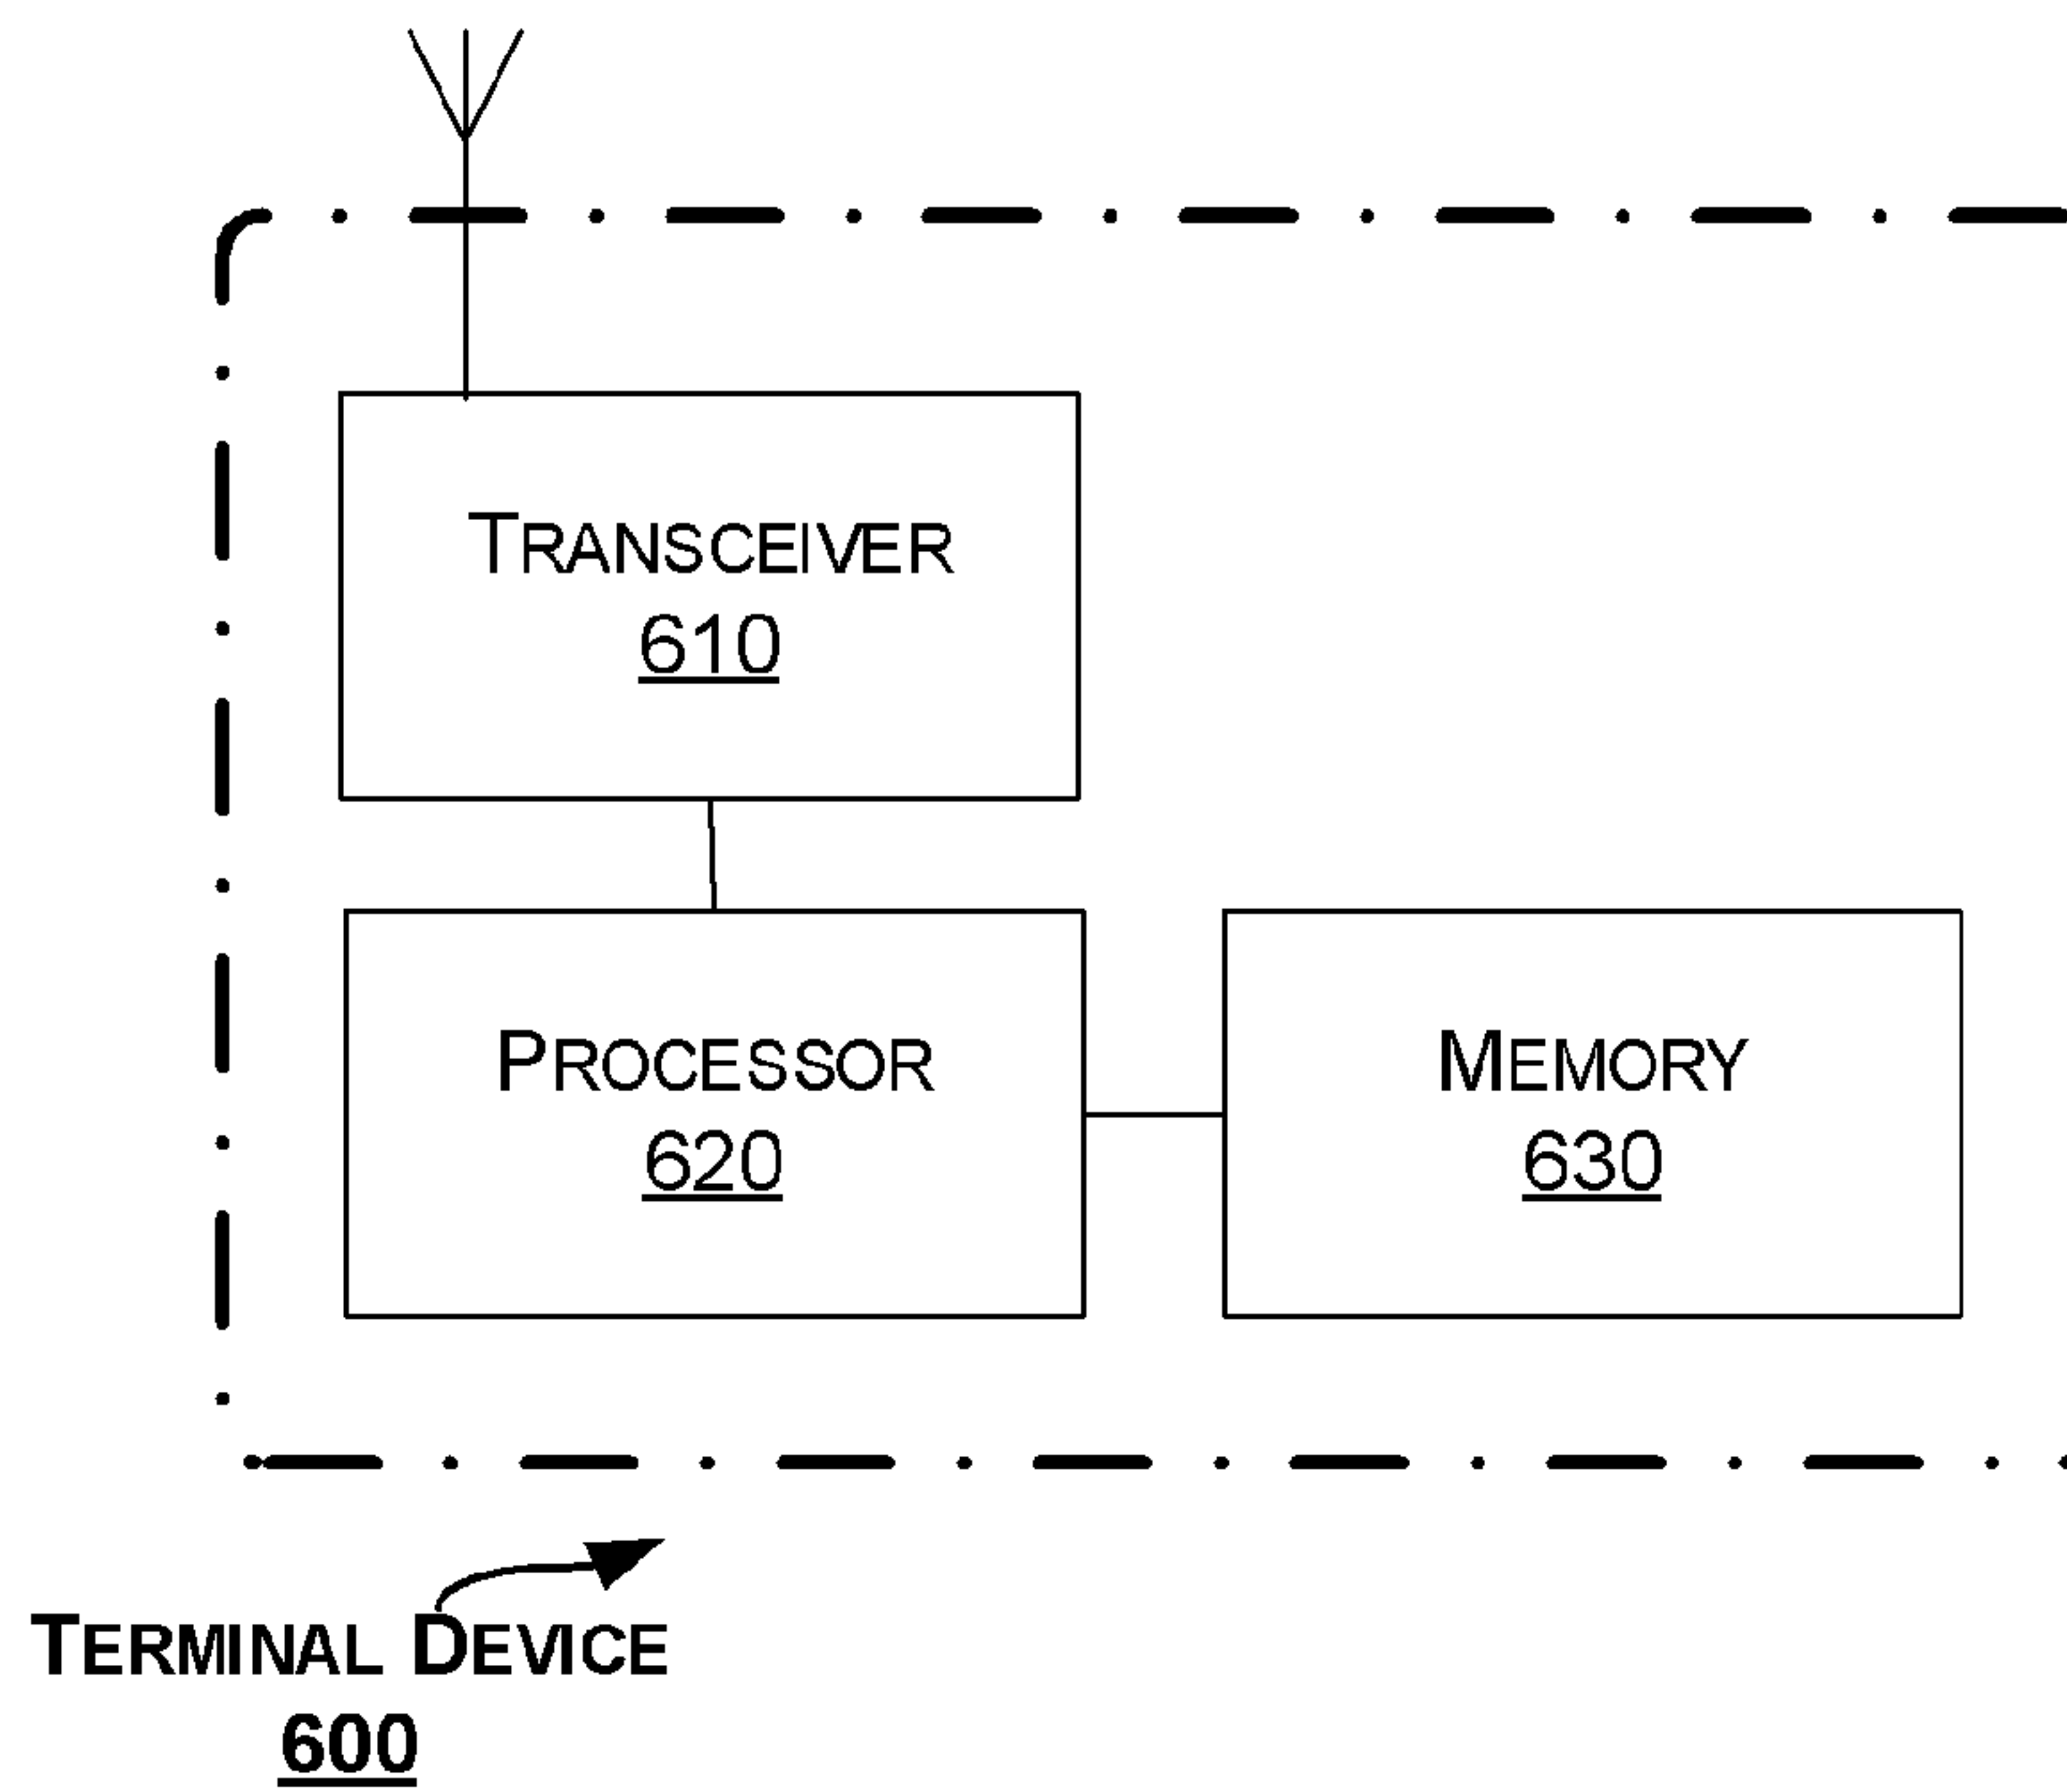 TRANSCEIVER
610
PROCESSOR
620
MEMORY
630
TERMINAL DEVICE
600